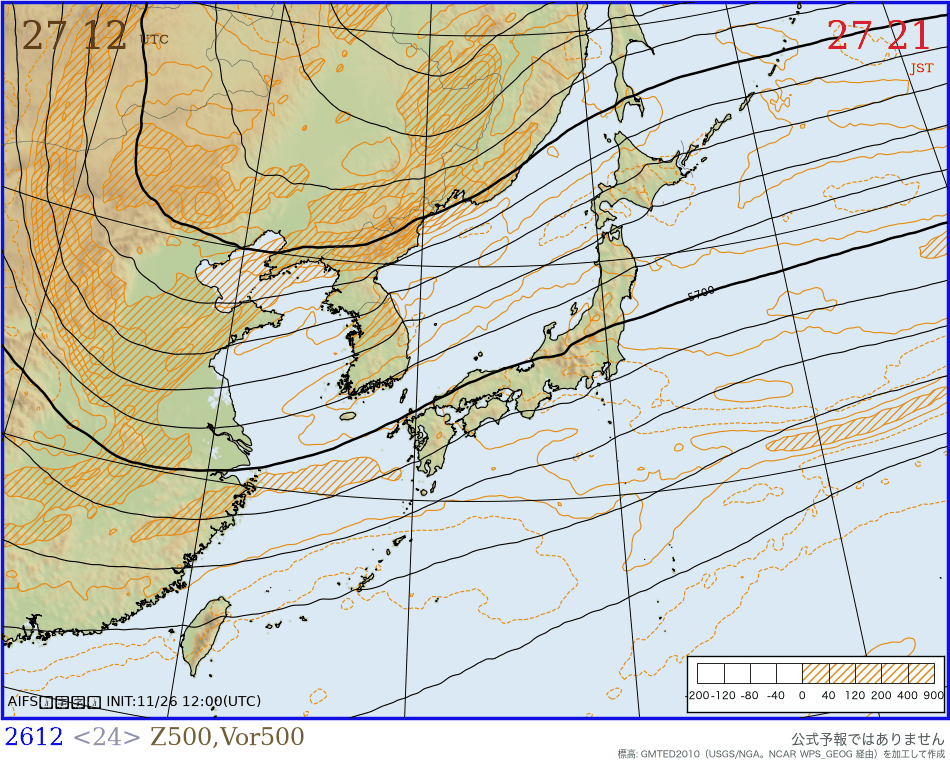 27 12 UTC
27 21
JST
5700
-200 -120 -80 -40 0 40 120 200 400 900
AIFS INIT:11/26 12:00(UTC)
2612 <24> Z500,Vor500
公式予報ではありません
標高: GMTED2010（USGS/NGA。NCAR WPS_GEOG 経由）を加工して作成